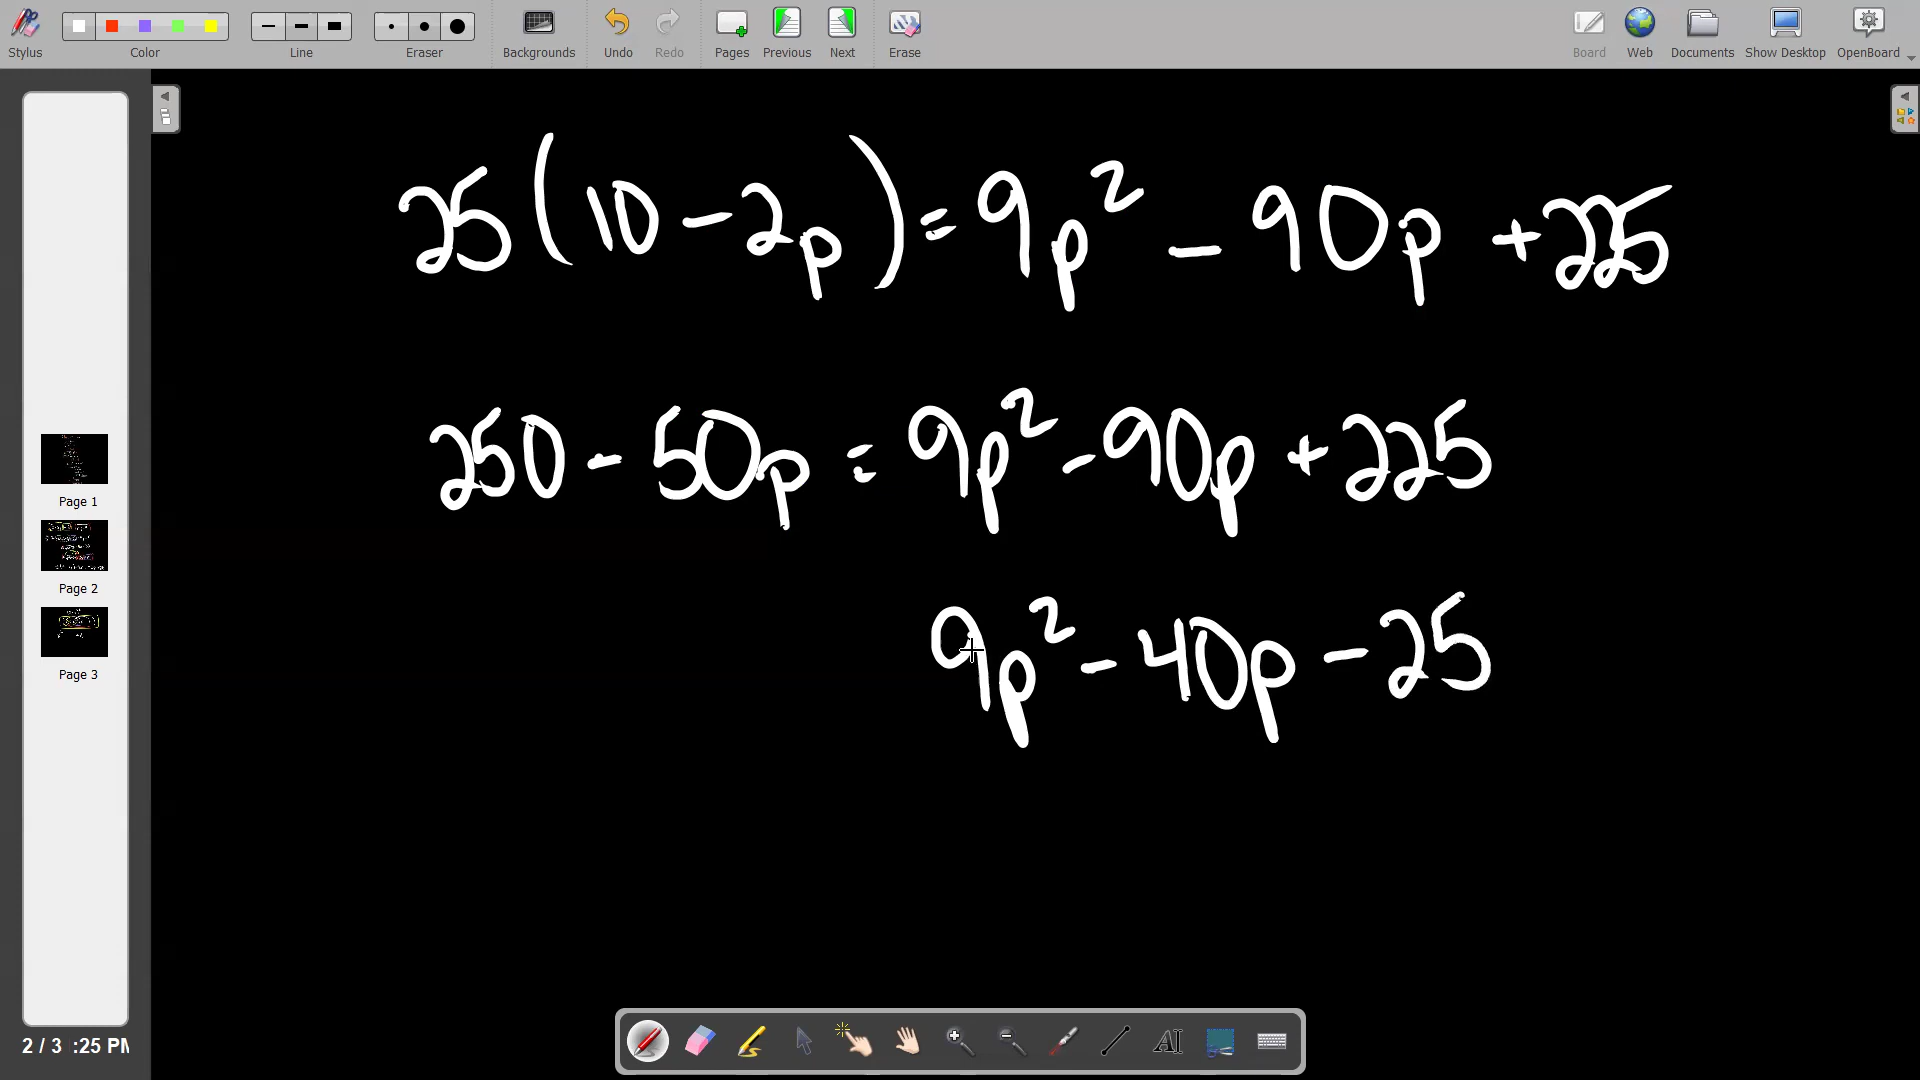 Stylus Color Line Eraser Backgrounds Undo Redo Pages Previous Next Erase Board Web Documents Show Desktop OpenBoard
25(10-2p)=9p²-90p+225
250-50p=9p²-90p+225
9p²-40p-25
Page 1
Page 2
Page 3
2 / 3 :25 PM